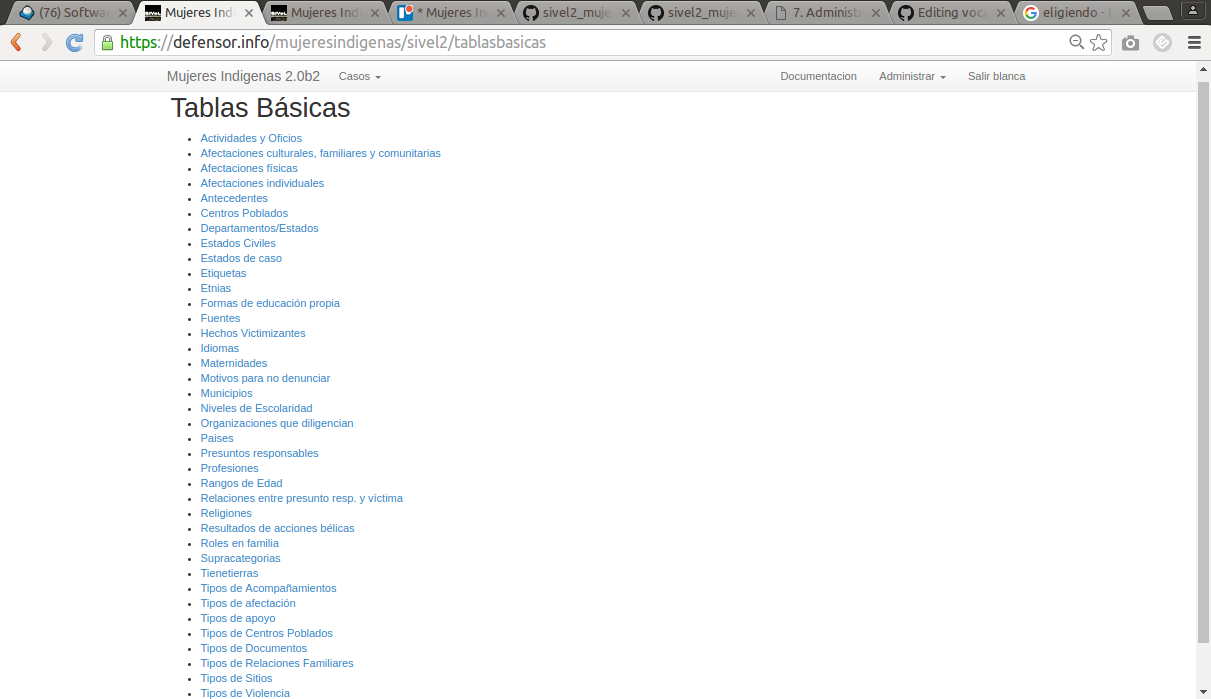 (76) Softwa
Mujeres Ind
Mujeres Ind
* Mujeres In
sivel2_muje
sivel2_muje
7. Administr
Editing voca
eligiendo -
https://defensor.info/mujeresindigenas/sivel2/tablasbasicas
Mujeres Indigenas 2.0b2
Casos
Documentacion
Administrar
Salir blanca
Tablas Básicas
Actividades y Oficios
Afectaciones culturales, familiares y comunitarias
Afectaciones físicas
Afectaciones individuales
Antecedentes
Centros Poblados
Departamentos/Estados
Estados Civiles
Estados de caso
Etiquetas
Etnias
Formas de educación propia
Fuentes
Hechos Victimizantes
Idiomas
Maternidades
Motivos para no denunciar
Municipios
Niveles de Escolaridad
Organizaciones que diligencian
Paises
Presuntos responsables
Profesiones
Rangos de Edad
Relaciones entre presunto resp. y víctima
Religiones
Resultados de acciones bélicas
Roles en familia
Supracategorias
Tienetierras
Tipos de Acompañamientos
Tipos de afectación
Tipos de apoyo
Tipos de Centros Poblados
Tipos de Documentos
Tipos de Relaciones Familiares
Tipos de Sitios
Tipos de Violencia